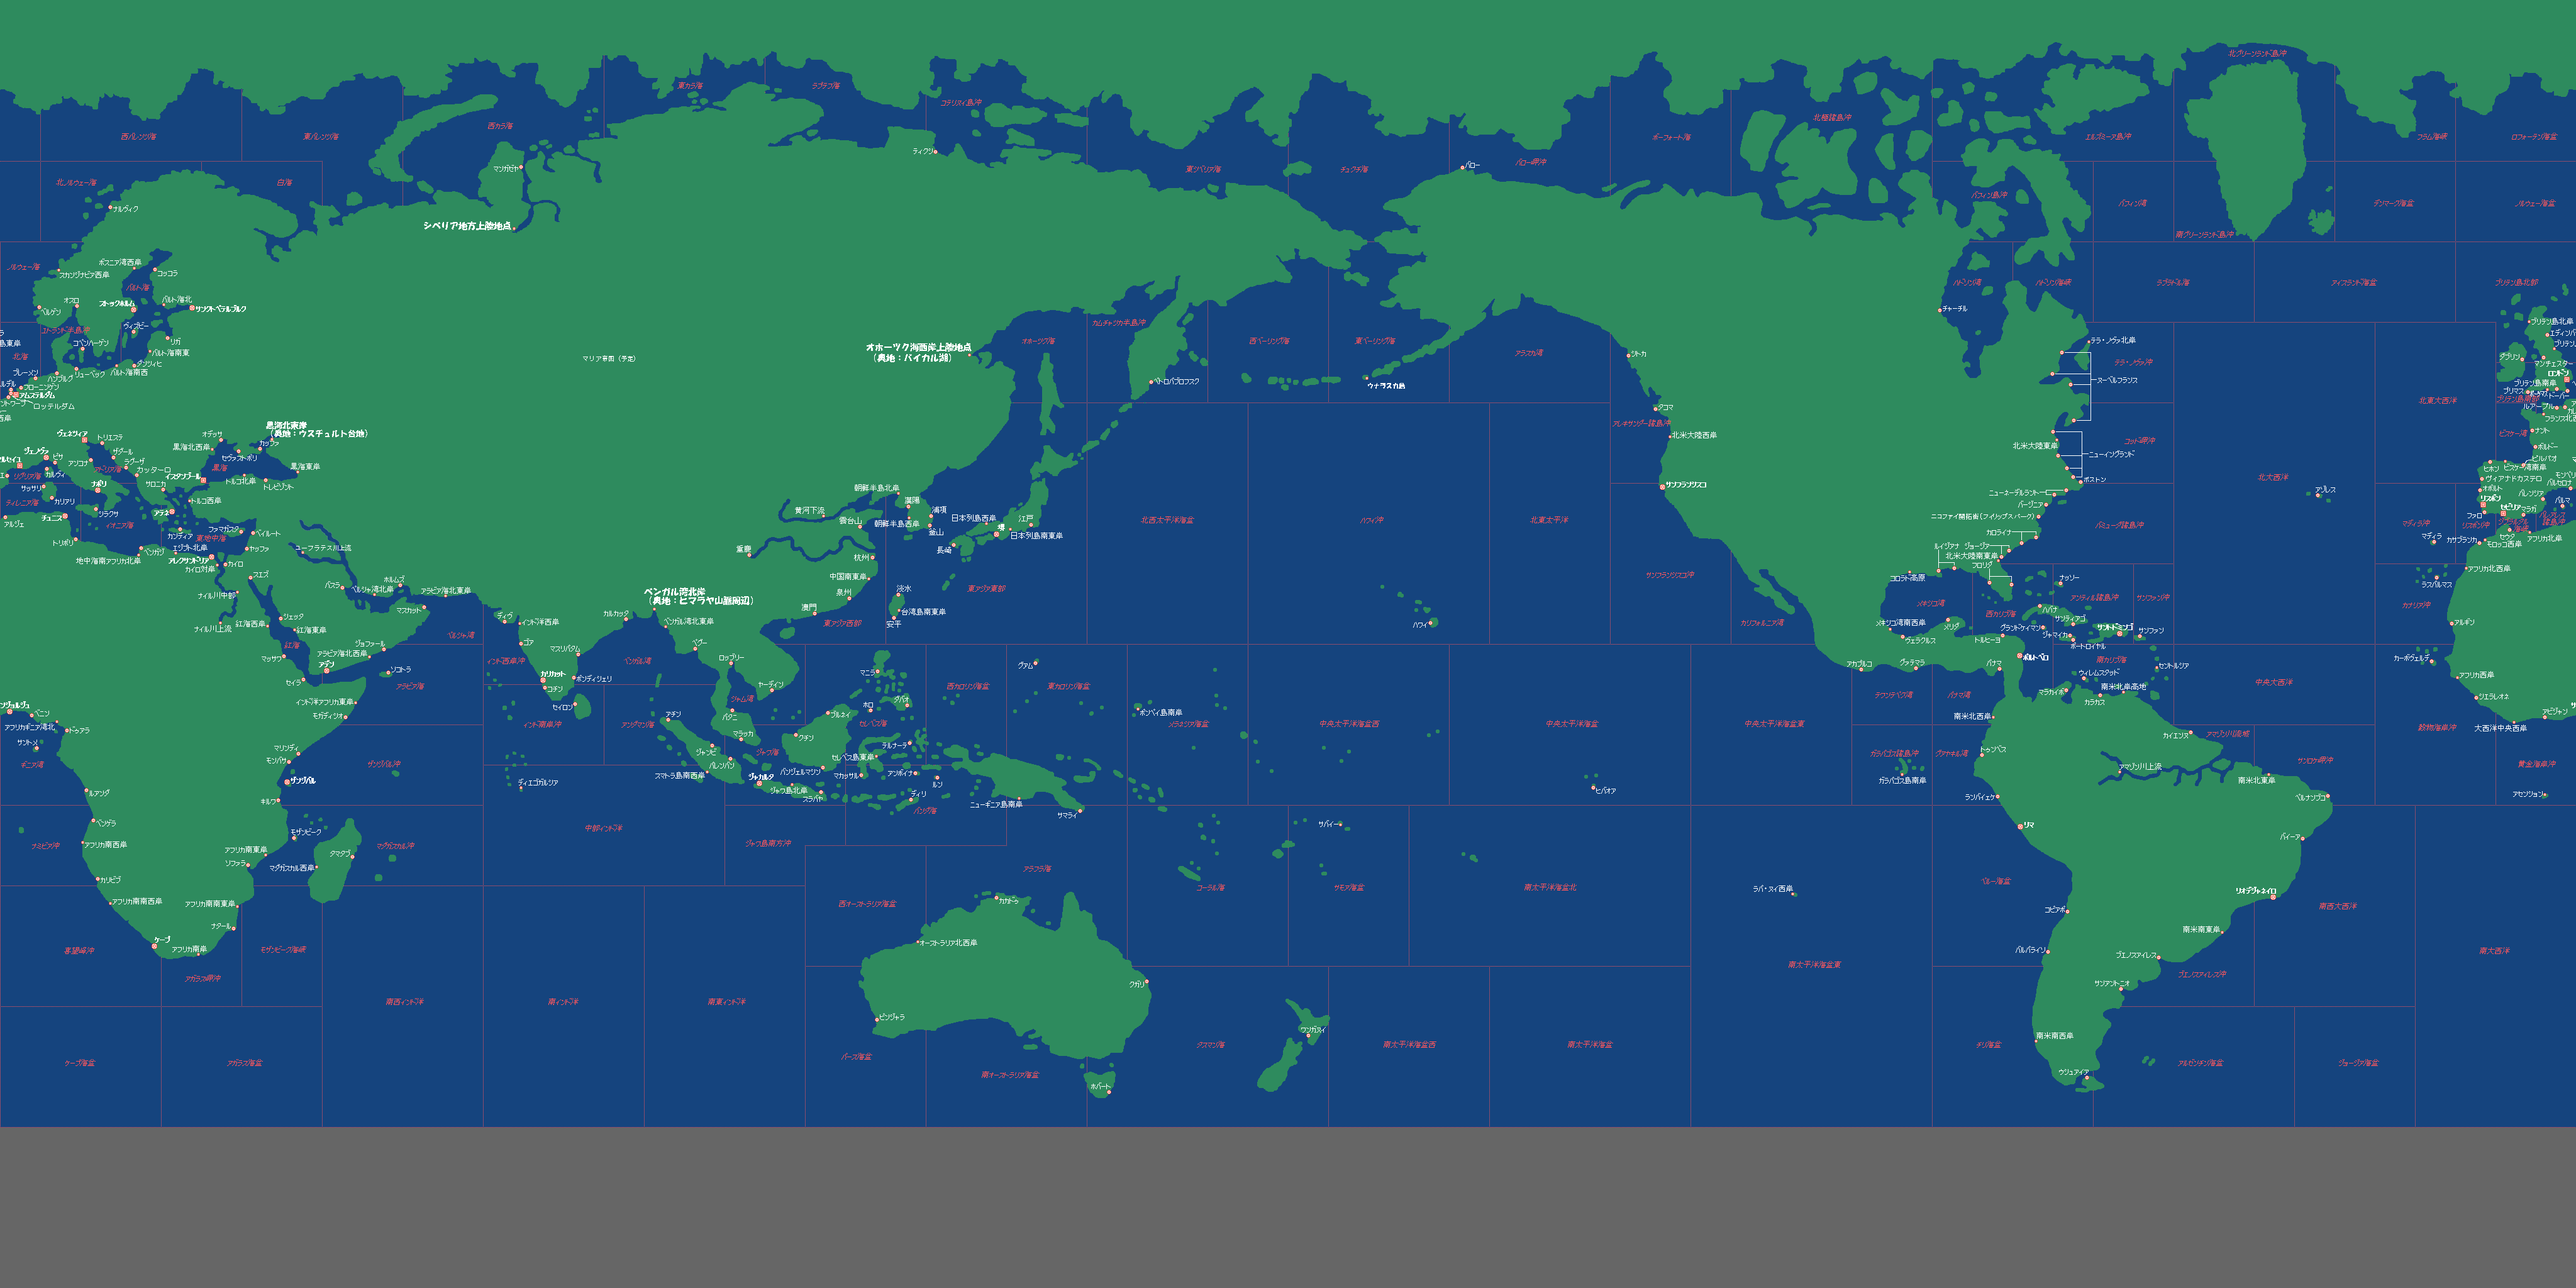 北グリーンランド島沖
東カラ海
ラプテフ海
コテリヌイ島沖
北極諸島沖
西バレンツ海
東バレンツ海
西カラ海
ボーフォート海
エルズミーア島沖
フラム海峡
ロフォーテン海盆
ティクシ
マンガゼヤ
東シベリア海
チュクチ海
バロー
バロー岬沖
北ノルウェー海
白海
バフィン島沖
バフィン湾
デンマーク海盆
ノルウェー海盆
ナルヴィク
シベリア地方上陸地点
南グリーンランド島沖
ノルウェー海
スカンジナビア西岸
ボスニア湾西岸
コッコラ
バルト海
ハドソン湾
ハドソン海峡
ラブラドル海
アイスランド海盆
ブリテン島北部
オスロ
ベルゲン
ストックホルム
バルト海北
サンクトペテルブルク
チャーチル
カムチャツカ半島沖
ユトランド半島沖
ヴィスビー
コペンハーゲン
リガ
バルト海南東
北海
オホーツク海西岸上陸地点
(奥地:バイカル湖)
オホーツク海
西ベーリング海
東ベーリング海
アラスカ湾
シトカ
テラ・ノヴァ北岸
テラ・ノヴァ沖
ブリテン島北岸
マリア帝国(予定)
ダブリン
マンチェスター
ロンドン
ブレーメン
ハンブルグ
リューベック
バルト海南西
ダンツィヒ
フローニンゲン
アムステルダム
ロッテルダム
ペトロパブロフスク
ウナラスカ島
ヌーベルフランス
ブリテン島南岸
プリマス
ドーバー
北東大西洋
タコマ
アレキサンダー諸島沖
北米大陸西岸
北米大陸東岸
コッド岬沖
ニューイングランド
ビスケー湾
ナント
ボルドー
ビルバオ
黒海北東岸
(奥地:ウスチュルト台地)
ヴェネツィア
トリエステ
オデッサ
黒海北西岸
カッファ
セヴァストポリ
ヴェノヴァ
ピサ
アンコナ
ザダール
ラグーザ
カッターロ
黒海
黒海東岸
リグリア海
カルヴィ
アドリア海
イスタンブール
トルコ北岸
トレビゾント
サッサリ
カリアリ
ナポリ
サロニカ
トルコ西岸
ティレニア海
シラクサ
アテネ
アルジェ
チュニス
イオニア海
ファマガスタ
ベイルート
カンディア
東地中海
トリポリ
ベンガジ
地中海南アフリカ北岸
エジプト北岸
アレクサンドリア
ヤッファ
カイロ対岸
カイロ
スエズ
ユーフラテス川上流
バスラ
ホルムズ
ペルシャ湾北岸
アラビア海北東岸
マスカット
ナイル川中部
ナイル川上流
紅海西岸
ジェッダ
紅海東岸
紅海
ジョファール
アラビア海北西岸
マッサワ
アデン
ペルシャ湾
ソコトラ
セイラ
アラビア海
インド洋アフリカ東岸
モガディシオ
マリンディ
モンバサ
ザンジバル
ザンジバル沖
キルワ
モザンビーク
タマタブ
マダガスカル沖
マダガスカル西岸
アフリカ南東岸
ソファラ
アフリカ南南東岸
ナタール
アフリカ南岸
ケープ
モザンビーク海峡
アガラス岬沖
喜望峰沖
アフリカ南南西岸
カリビブ
アフリカ南西岸
ナミビア沖
ベンゲラ
ルアンダ
ドゥアラ
ベニン
アフリカギニア湾北
サントメ
ギニア湾
ケープ海盆
アガラス海盆
南西インド洋
南インド洋
南東インド洋
中部インド洋
ディエゴガルシア
ディヴ
インド洋西岸
ゴア
インド西岸沖
カリカット
コチン
セイロン
ポンディシェリ
マスリパタム
カルカッタ
ベンガル湾北岸
(奥地:ヒマラヤ山脈周辺)
ベンガル湾北東岸
ペグー
ベンガル湾
インド南岸沖
アンダマン海
アチン
ロッブリー
シャム湾
ヤーディン
パタニ
マラッカ
ジャンビ
パレンバン
スマトラ島南西岸
ジャカルタ
ジャワ海
ジャワ島北岸
スラバヤ
バンジェルマシン
クチン
ブルネイ
ホロ
セレベス海
セレベス島東岸
マカッサル
テルナーテ
アンボイナ
ルン
ディリ
バンダ海
ダバオ
マニラ
ジャワ島南方沖
黄河下流
雲台山
重慶
杭州
中国南東岸
泉州
澳門
東アジア西部
東アジア東部
淡水
台湾島南東岸
安平
朝鮮半島北岸
漢陽
朝鮮半島西岸
浦項
釜山
長崎
日本列島西岸
江戸
堺
日本列島南東岸
北西太平洋海盆
ハワイ沖
北東太平洋
ハワイ
グァム
西カロリン海盆
東カロリン海盆
ポンペイ島南岸
メラネシア海盆
中央太平洋海盆西
中央太平洋海盆
中央太平洋海盆東
ニューギニア島南岸
サマライ
ヒバオア
サバイー
アラフラ海
西オーストラリア海盆
コーラル海
サモア海盆
南太平洋海盆北
ラパ・ヌイ西岸
南太平洋海盆東
カカドゥ
オーストラリア北西岸
クガリ
ピンジャラ
パース海盆
南オーストラリア海盆
ホバート
タスマン海
ワンガヌイ
南太平洋海盆西
南太平洋海盆
サンフランシスコ
サンフランシスコ沖
カリフォルニア湾
ボストン
ニューネーデルラント
バージニア
ニコファイ開拓街(フィリップスパーク)
カロライナ
ルイジアナ
ジョージア
北米大陸南東岸
フロリダ
コロラド高原
バミューダ諸島沖
北大西洋
アゾレス
メキシコ湾
メキシコ湾南西岸
ヴェラクルス
メリダ
西カリブ海
ハバナ
ナッソー
アンティル諸島沖
サンファン沖
サンティアゴ
グランドケイマン
ジャマイカ
ポートロイヤル
サントドミンゴ
サンファン
トルヒーヨ
アカプルコ
グァテマラ
パナマ
ポルトベロ
南カリブ海
セントルシア
ウィレムスタッド
マラカイボ
カラカス
南米北岸高地
テワンテペク湾
パナマ湾
南米北西岸
中央大西洋
ガラパゴス諸島沖
ガラパゴス島南岸
グアヤキル湾
トゥンベス
ランバイェケ
リマ
カイエンヌ
アマゾン川流域
アマゾン川上流
南米北東岸
サンロケ岬沖
ペルナンブコ
バイーア
リオデジャネイロ
ペルー海盆
コピアポ
バルパライソ
南西大西洋
南大西洋
南米南東岸
ブエノスアイレス
ブエノスアイレス沖
サンアントニオ
南米南西岸
ウシュアイア
チリ海盆
アルゼンチン海盆
ジョージア海盆
ヒホン
ビスケー湾南岸
ヴィアナドカステロ
オポルト
リスボン
ファロ
セビリア
マラガ
バレンシア
バルセロナ
パルマ
リスボン沖
セウタ
アフリカ北岸
マディラ沖
マディラ
カサブランカ
モロッコ西岸
アフリカ北西岸
ラスパルマス
カナリア沖
アルギン
カーボヴェルデ
アフリカ西岸
シエラレオネ
アビジャン
大西洋中央西岸
穀物海岸沖
黄金海岸沖
アセンション